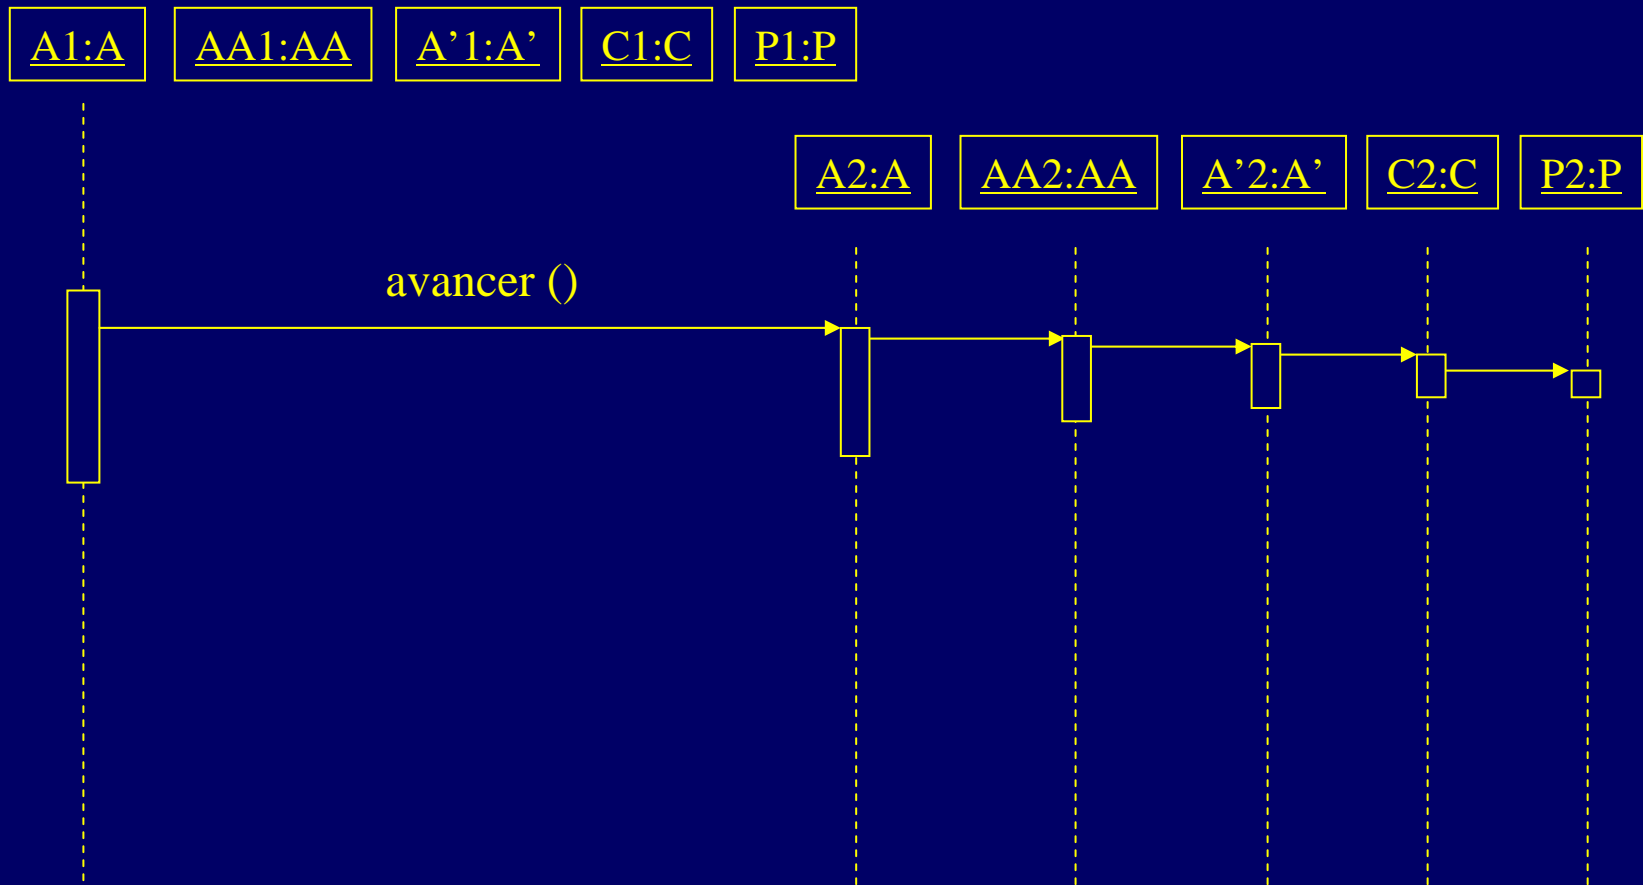 A1:A AA1:AA A’1:A’ C1:C P1:P
A2:A AA2:AA A’2:A’ C2:C P2:P
avancer ()